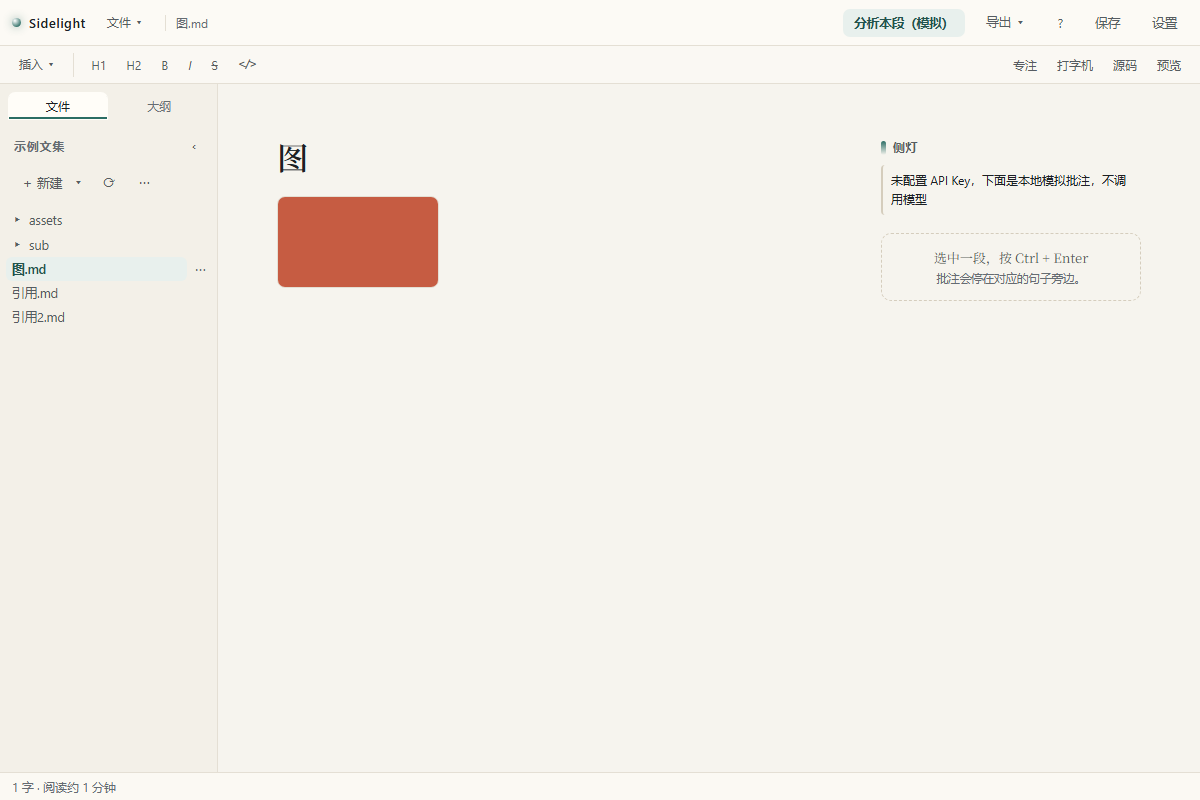 Sidelight 文件 图.md 分析本段（模拟） 导出 ? 保存 设置
插入 H1 H2 B I S </> 专注 打字机 源码 预览
文件 大纲
示例文集 ‹
+ 新建 ⟳ ···
assets
sub
图.md ···
引用.md
引用2.md
图
侧灯
未配置 API Key，下面是本地模拟批注，不调
用模型
选中一段，按 Ctrl + Enter
批注会停在对应的句子旁边。
1 字 · 阅读约 1 分钟